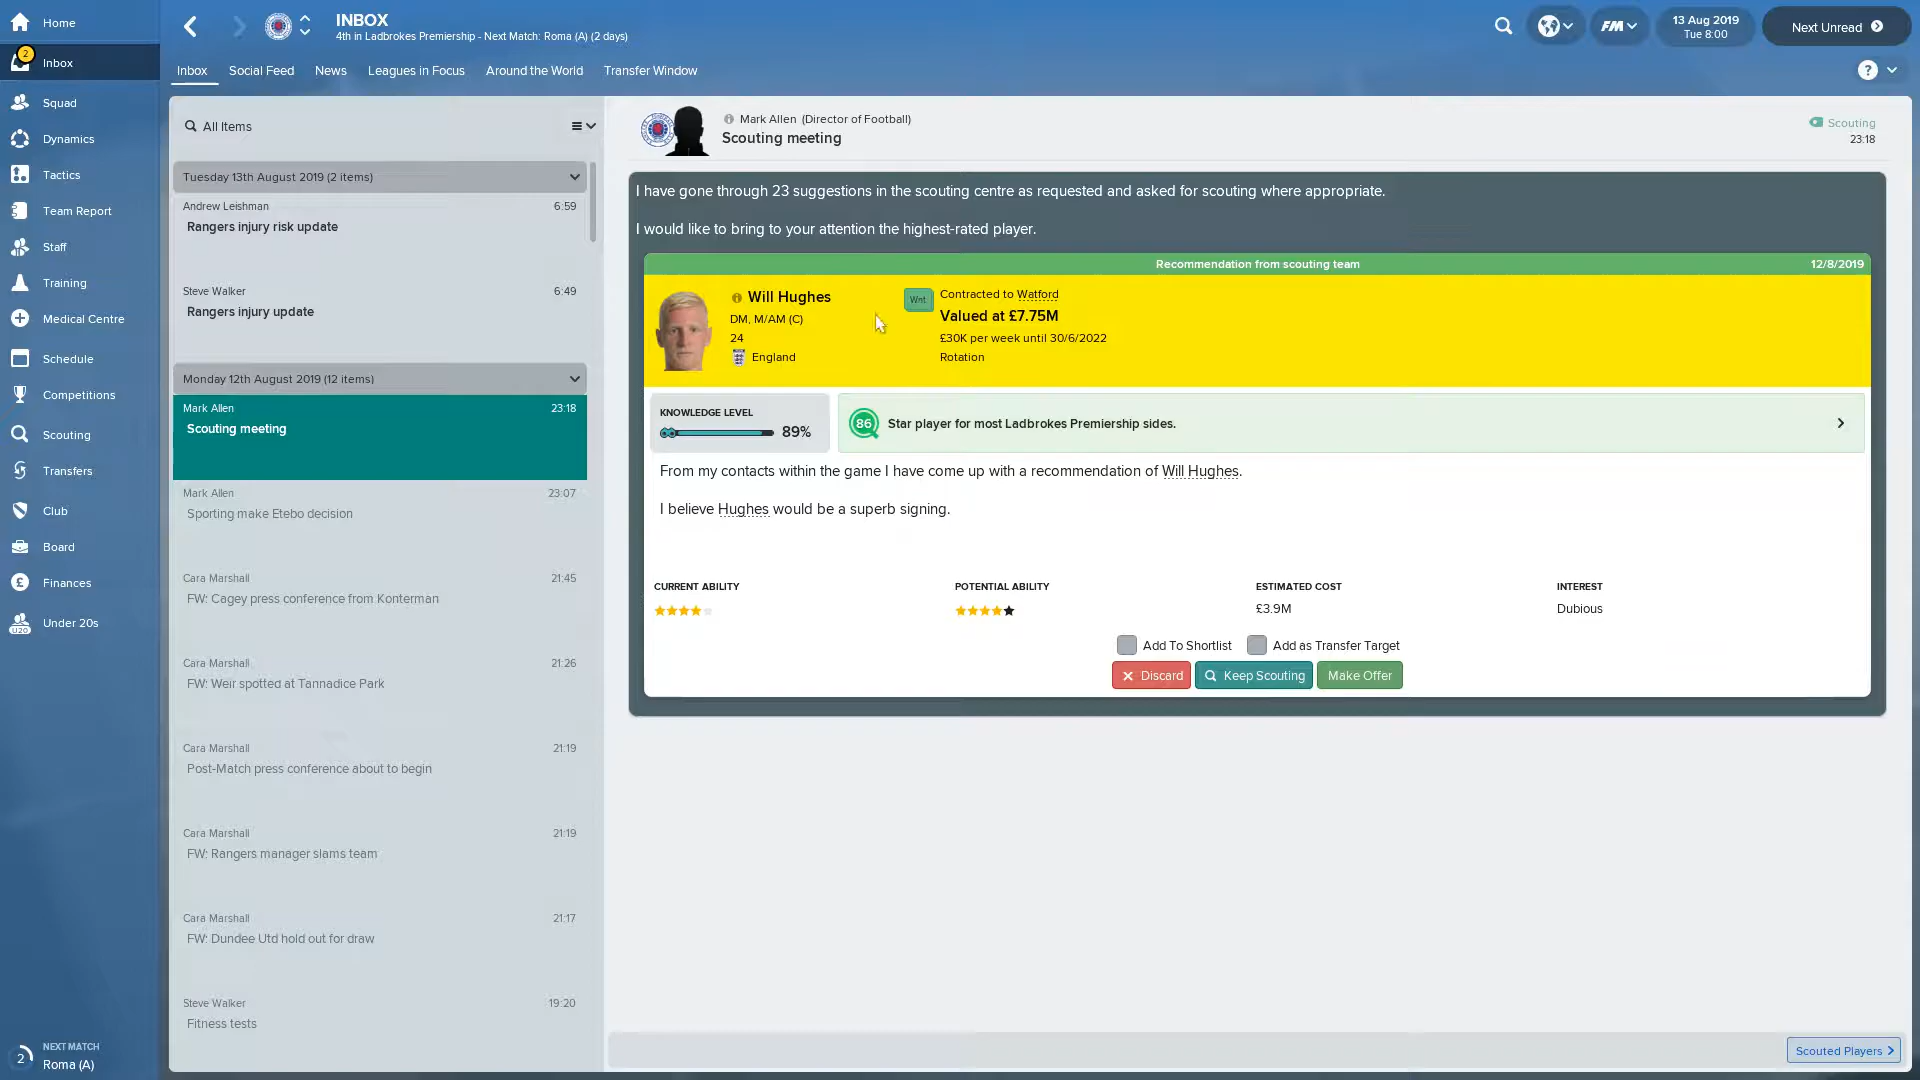 Home
2
Inbox
Squad
Dynamics
Tactics
Team Report
Staff
Training
Medical Centre
Schedule
Competitions
Scouting
Transfers
Club
Board
Finances
U20
Under 20s
2
NEXT MATCH
Roma (A)
INBOX
4th in Ladbrokes Premiership - Next Match: Roma (A) (2 days)
FM
13 Aug 2019
Tue 8:00
Next Unread
Inbox
Social Feed
News
Leagues in Focus
Around the World
Transfer Window
?
All Items
Tuesday 13th August 2019 (2 items)
Andrew Leishman 6:59
Rangers injury risk update
Steve Walker 6:49
Rangers injury update
Monday 12th August 2019 (12 items)
Mark Allen 23:18
Scouting meeting
Mark Allen 23:07
Sporting make Etebo decision
Cara Marshall 21:45
FW: Cagey press conference from Konterman
Cara Marshall 21:26
FW: Weir spotted at Tannadice Park
Cara Marshall 21:19
Post-Match press conference about to begin
Cara Marshall 21:19
FW: Rangers manager slams team
Cara Marshall 21:17
FW: Dundee Utd hold out for draw
Steve Walker 19:20
Fitness tests
Mark Allen (Director of Football)
Scouting meeting
Scouting
23:18
I have gone through 23 suggestions in the scouting centre as requested and asked for scouting where appropriate.
I would like to bring to your attention the highest-rated player.
Recommendation from scouting team 12/8/2019
Will Hughes
DM, M/AM (C)
24
England
Wnt
Contracted to Watford
Valued at £7.75M
£30K per week until 30/6/2022
Rotation
KNOWLEDGE LEVEL
89%
86 Star player for most Ladbrokes Premiership sides.
From my contacts within the game I have come up with a recommendation of Will Hughes.
I believe Hughes would be a superb signing.
CURRENT ABILITY
POTENTIAL ABILITY
ESTIMATED COST
£3.9M
INTEREST
Dubious
Add To Shortlist
Add as Transfer Target
Discard
Keep Scouting
Make Offer
Scouted Players